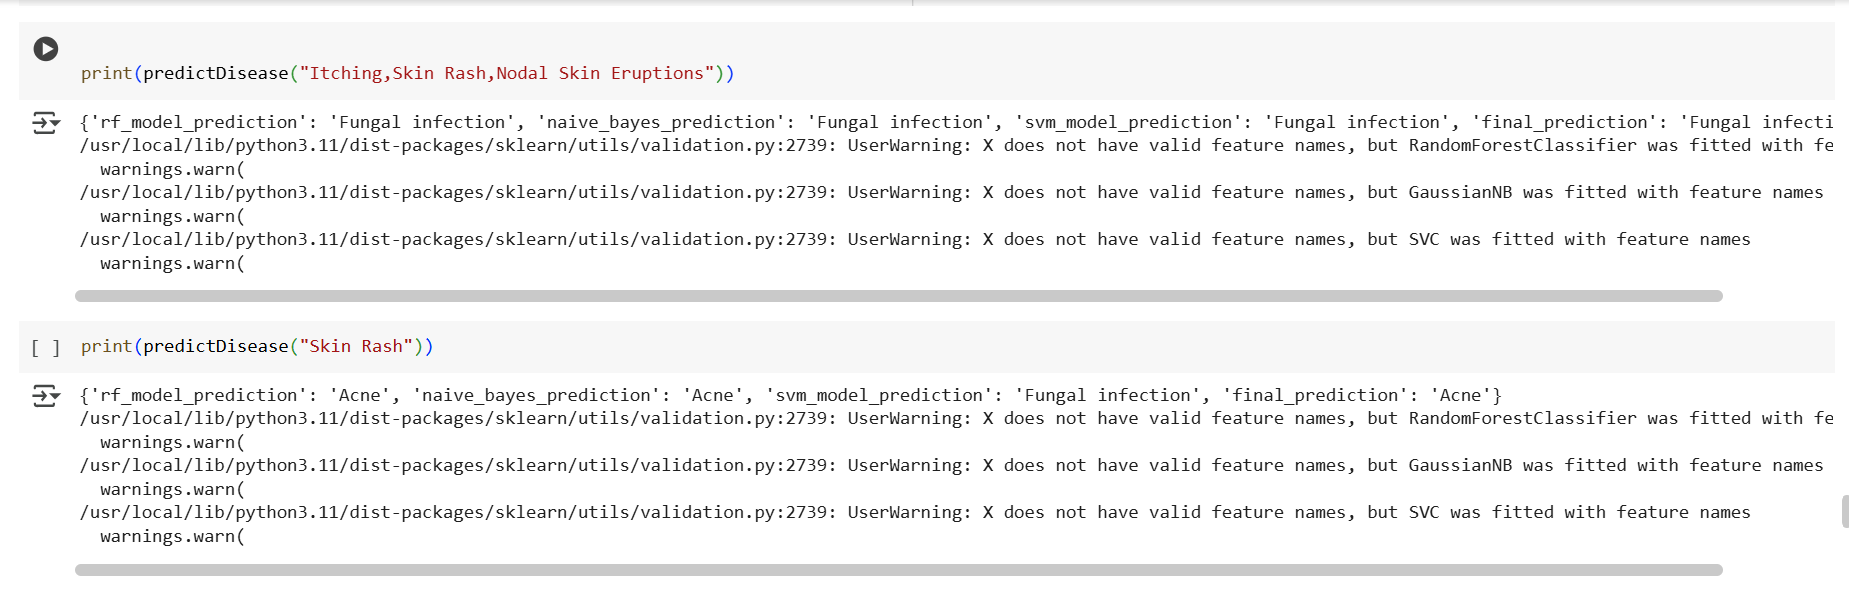 print(predictDisease("Itching,Skin Rash,Nodal Skin Eruptions"))
{'rf_model_prediction': 'Fungal infection', 'naive_bayes_prediction': 'Fungal infection', 'svm_model_prediction': 'Fungal infection', 'final_prediction': 'Fungal infecti
/usr/local/lib/python3.11/dist-packages/sklearn/utils/validation.py:2739: UserWarning: X does not have valid feature names, but RandomForestClassifier was fitted with fe
  warnings.warn(
/usr/local/lib/python3.11/dist-packages/sklearn/utils/validation.py:2739: UserWarning: X does not have valid feature names, but GaussianNB was fitted with feature names
  warnings.warn(
/usr/local/lib/python3.11/dist-packages/sklearn/utils/validation.py:2739: UserWarning: X does not have valid feature names, but SVC was fitted with feature names
  warnings.warn(
[ ] print(predictDisease("Skin Rash"))
{'rf_model_prediction': 'Acne', 'naive_bayes_prediction': 'Acne', 'svm_model_prediction': 'Fungal infection', 'final_prediction': 'Acne'}
/usr/local/lib/python3.11/dist-packages/sklearn/utils/validation.py:2739: UserWarning: X does not have valid feature names, but RandomForestClassifier was fitted with fe
  warnings.warn(
/usr/local/lib/python3.11/dist-packages/sklearn/utils/validation.py:2739: UserWarning: X does not have valid feature names, but GaussianNB was fitted with feature names
  warnings.warn(
/usr/local/lib/python3.11/dist-packages/sklearn/utils/validation.py:2739: UserWarning: X does not have valid feature names, but SVC was fitted with feature names
  warnings.warn(